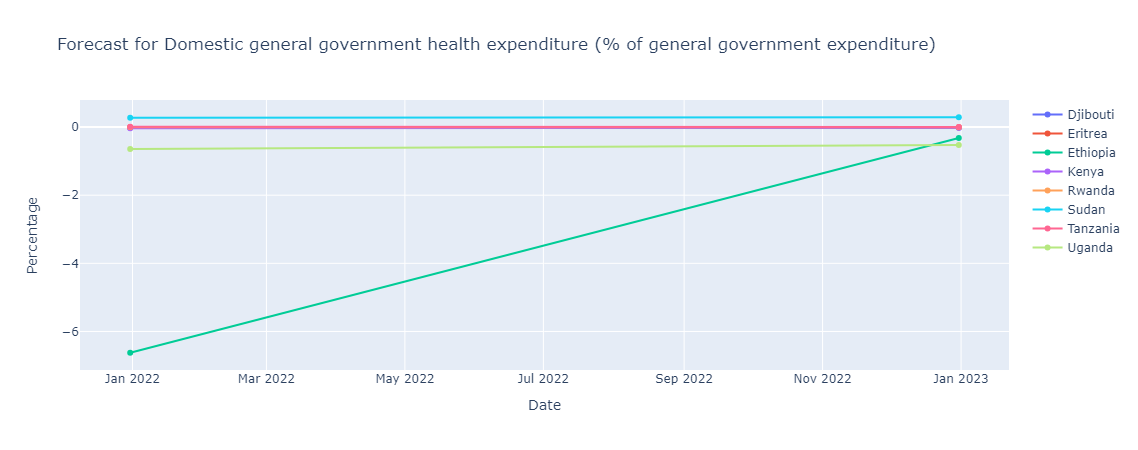 Forecast for Domestic general government health expenditure (% of general government expenditure)
Percentage
0
−2
−4
−6
Jan 2022
Mar 2022
May 2022
Jul 2022
Sep 2022
Nov 2022
Jan 2023
Date
Djibouti
Eritrea
Ethiopia
Kenya
Rwanda
Sudan
Tanzania
Uganda